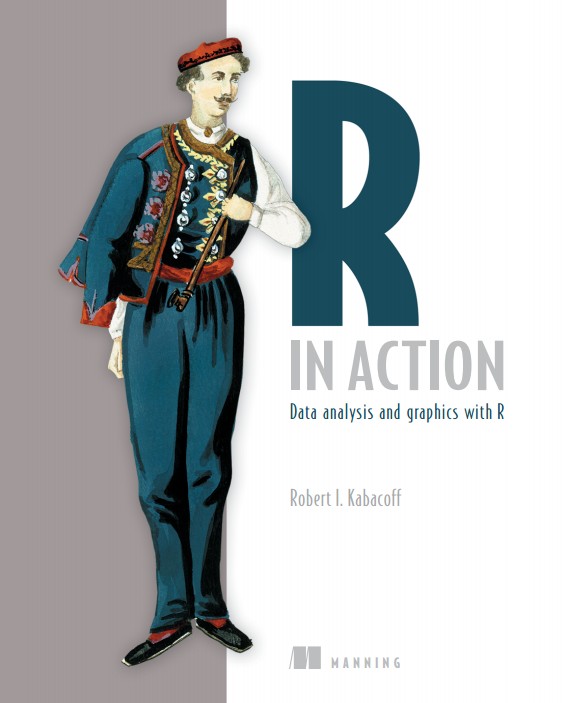 R
IN ACTION
Data analysis and graphics with R
Robert I. Kabacoff
MANNING